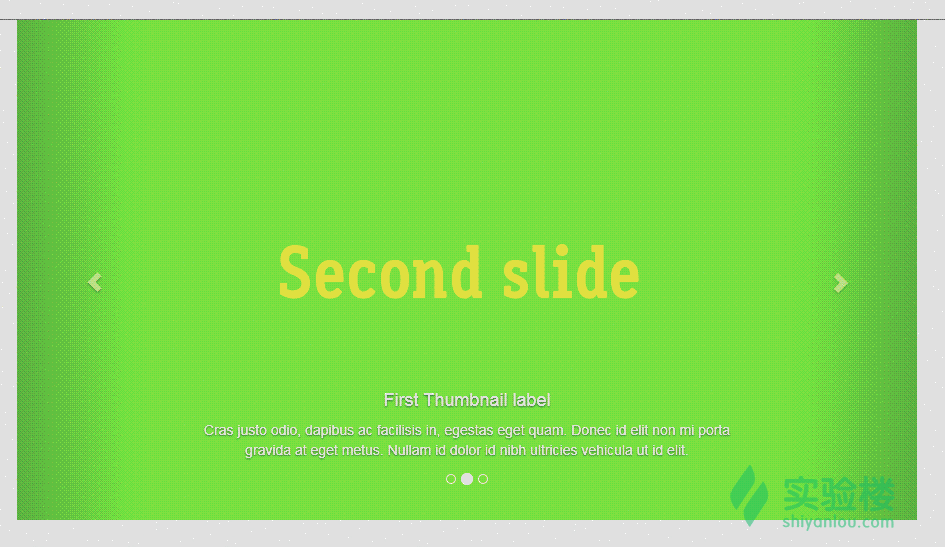 Second slide
First Thumbnail label
Cras justo odio, dapibus ac facilisis in, egestas eget quam. Donec id elit non mi porta
gravida at eget metus. Nullam id dolor id nibh ultricies vehicula ut id elit.
实验楼
shiyanlou.com